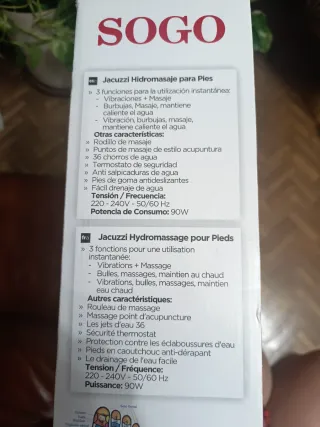 SOGO
Jacuzzi Hidromasaje para Pies
» 3 funciones para la utilización instantánea:
- Vibraciones + Masaje
- Burbujas, Masaje, mantiene
caliente el agua
- Vibración, burbujas, masaje,
mantiene caliente el agua
Otras características:
» Rodillo de masaje
» Puntos de masaje de estilo acupuntura
» 36 chorros de agua
» Termostato de seguridad
» Anti salpicaduras de agua
» Pies de goma antideslizantes
» Fácil drenaje de agua
Tensión / Frecuencia:
220 - 240V - 50/60 Hz
Potencia de Consumo: 90W
Jacuzzi Hydromassage pour Pieds
» 3 fonctions pour une utilisation
instantanée:
- Vibrations + Massage
- Bulles, massages, maintien au chaud
- Vibrations, bulles, massages, maintien
eau chaud
Autres caractéristiques:
» Rouleau de massage
» Massage point d'acupuncture
» Les jets d'eau 36
» Sécurité thermostat
» Protection contre les éclaboussures d'eau
» Pieds en caoutchouc anti-dérapant
» Le drainage de l'eau facile
Tension / Fréquence:
220 - 240V - 50/60 Hz
Puissance: 90W